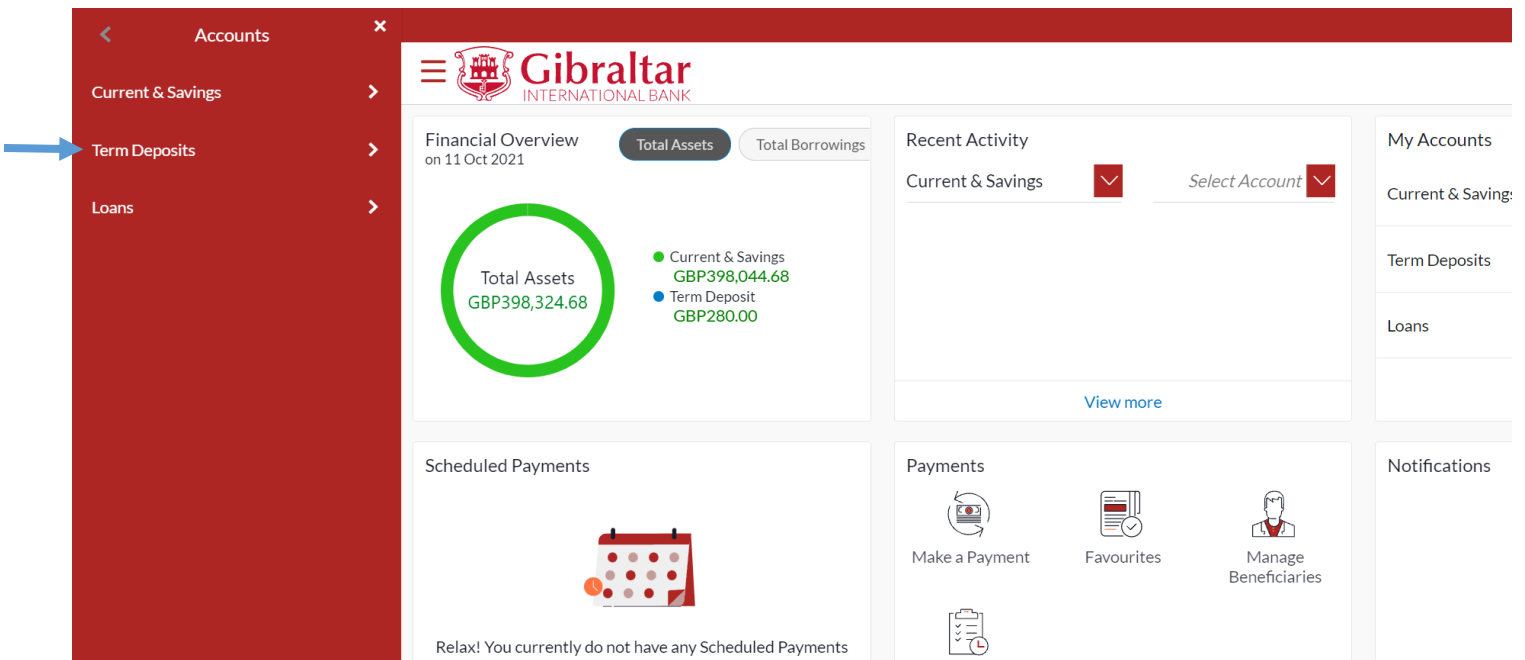 Accounts
Current & Savings
Term Deposits
Loans
Gibraltar
INTERNATIONAL BANK
Financial Overview
on 11 Oct 2021
Total Assets
Total Borrowings
Total Assets
GBP398,324.68
Current & Savings
GBP398,044.68
Term Deposit
GBP280.00
Recent Activity
Current & Savings
Select Account
View more
My Accounts
Current & Savings
Term Deposits
Loans
Scheduled Payments
Relax! You currently do not have any Scheduled Payments
Payments
Make a Payment
Favourites
Manage
Beneficiaries
Notifications